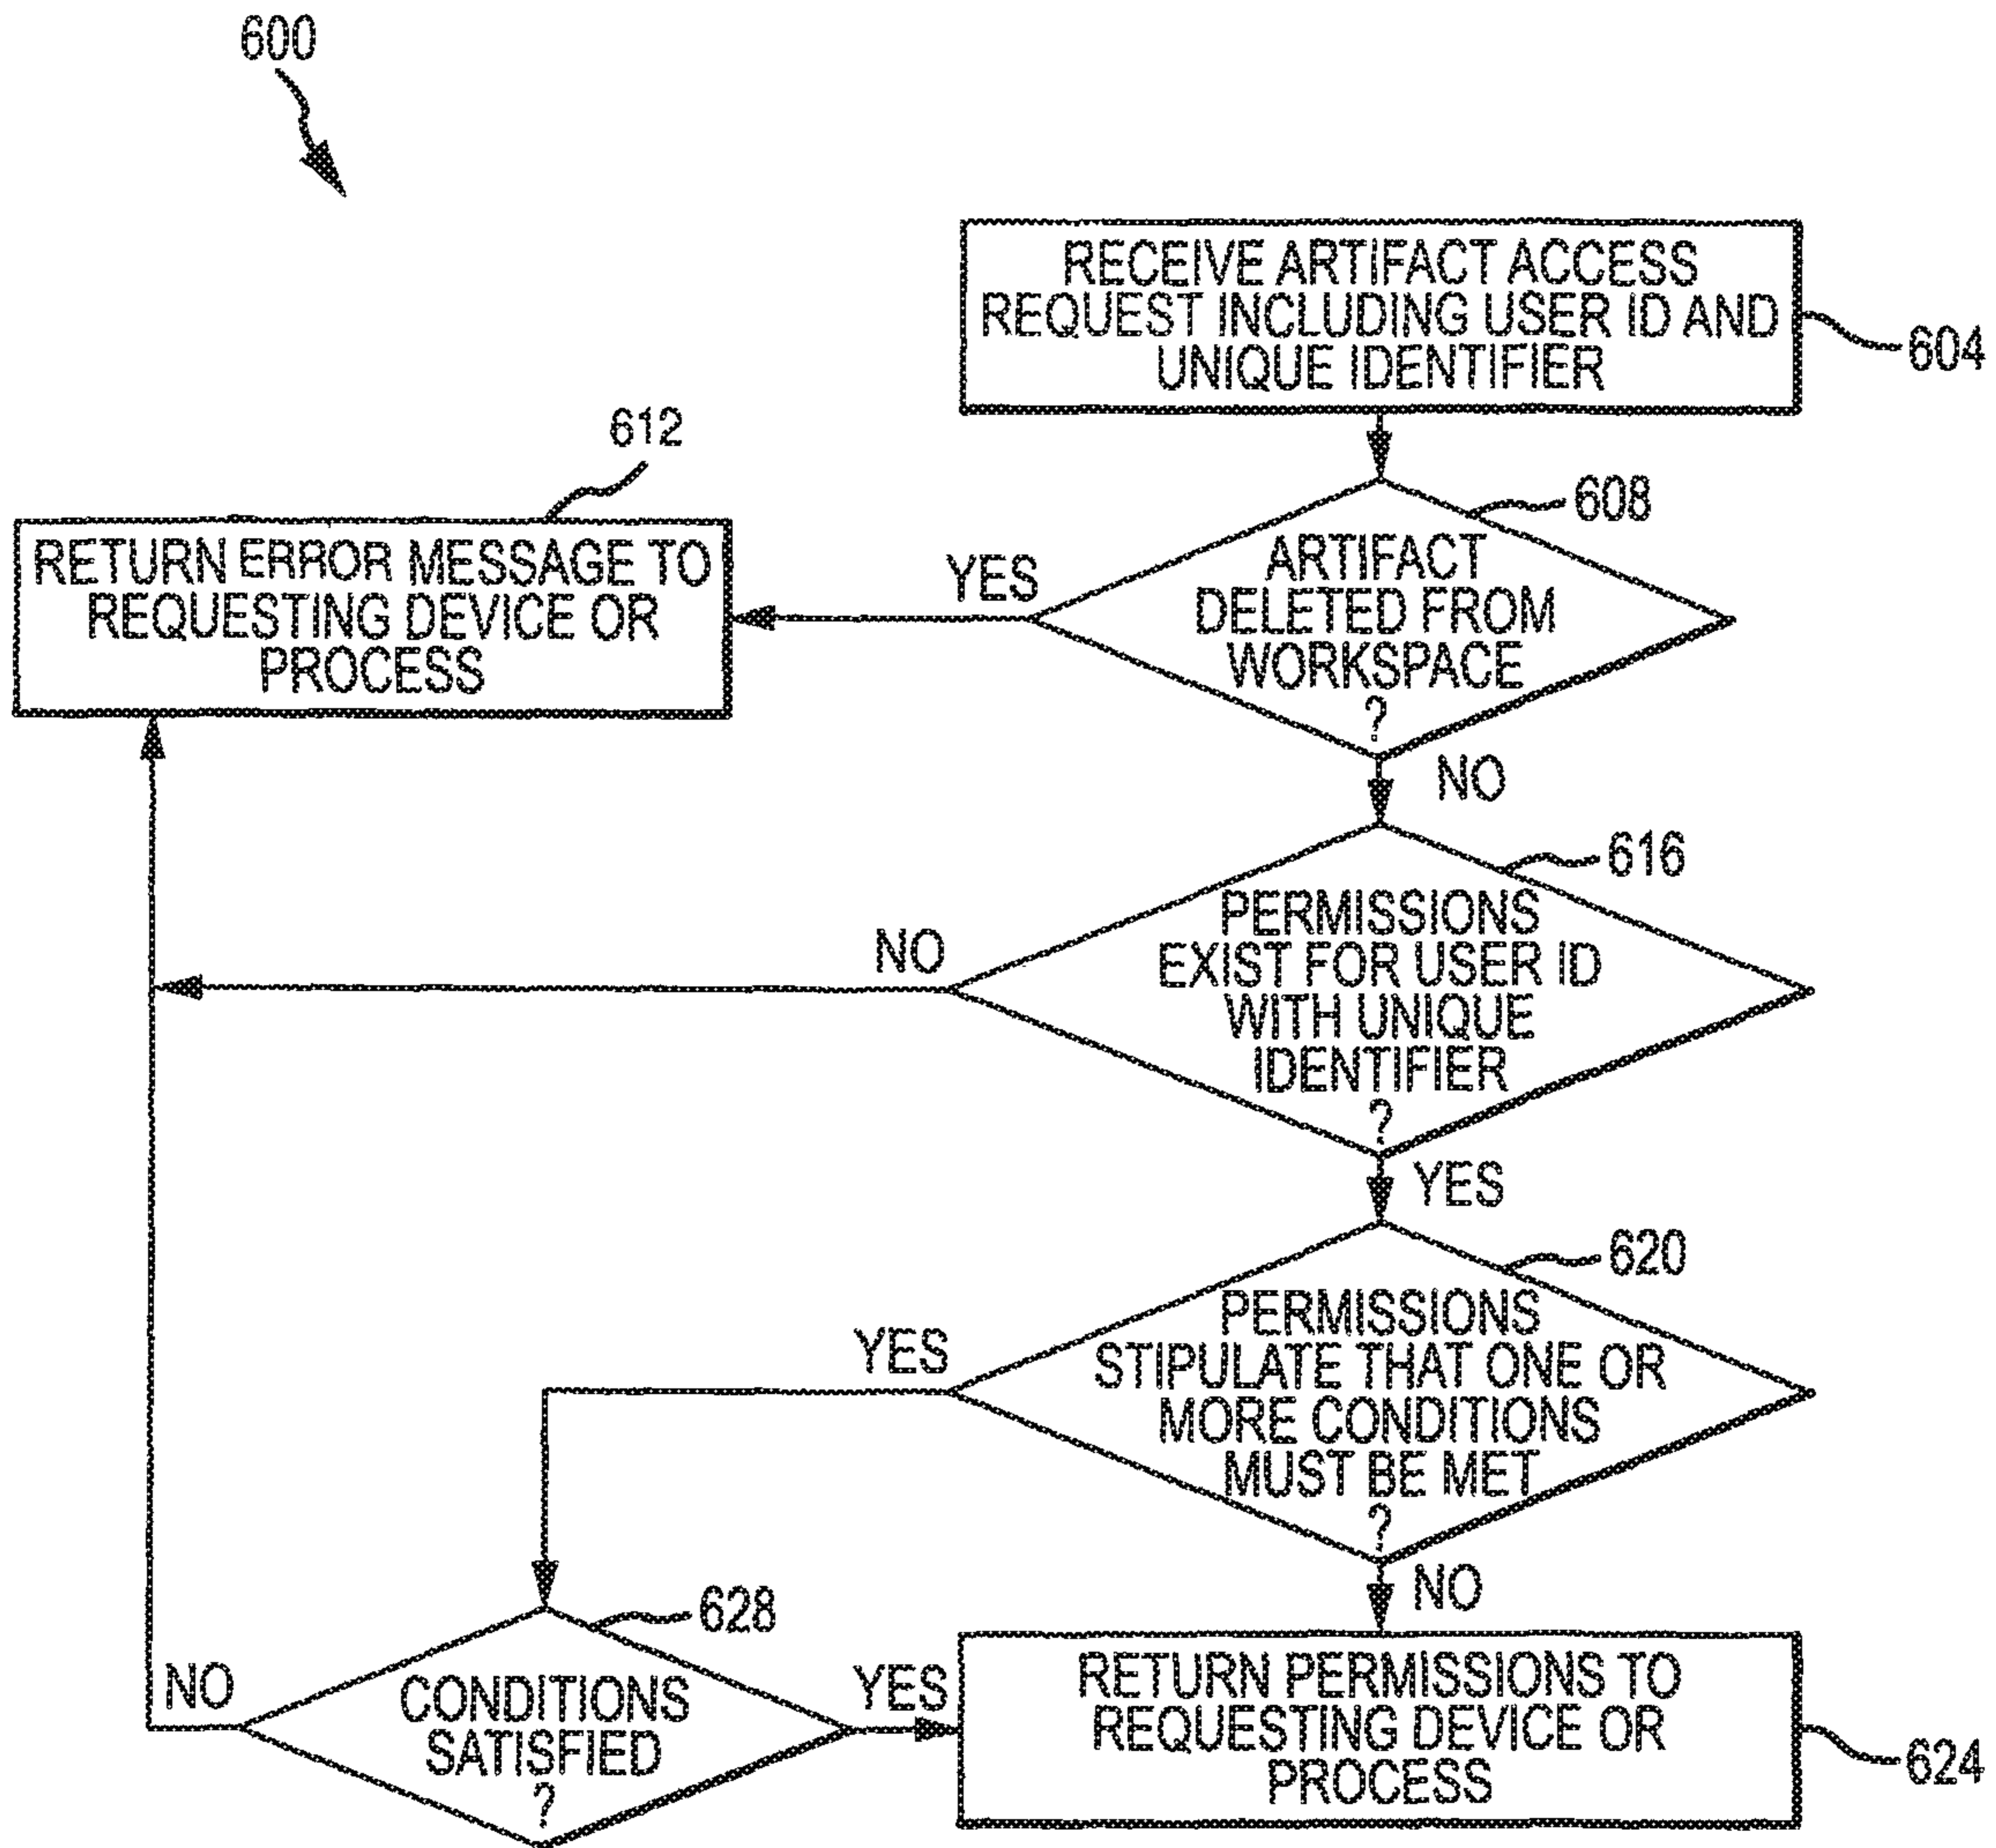 600
RECEIVE ARTIFACT ACCESS
REQUEST INCLUDING USER ID AND
UNIQUE IDENTIFIER
604
612
RETURN ERROR MESSAGE TO
REQUESTING DEVICE OR
PROCESS
608
YES
ARTIFACT
DELETED FROM
WORKSPACE
?
NO
616
NO
PERMISSIONS
EXIST FOR USER ID
WITH UNIQUE
IDENTIFIER
?
YES
620
YES
PERMISSIONS
STIPULATE THAT ONE OR
MORE CONDITIONS
MUST BE MET
?
NO
628
NO
CONDITIONS
SATISFIED
?
YES
RETURN PERMISSIONS TO
REQUESTING DEVICE OR
PROCESS
624